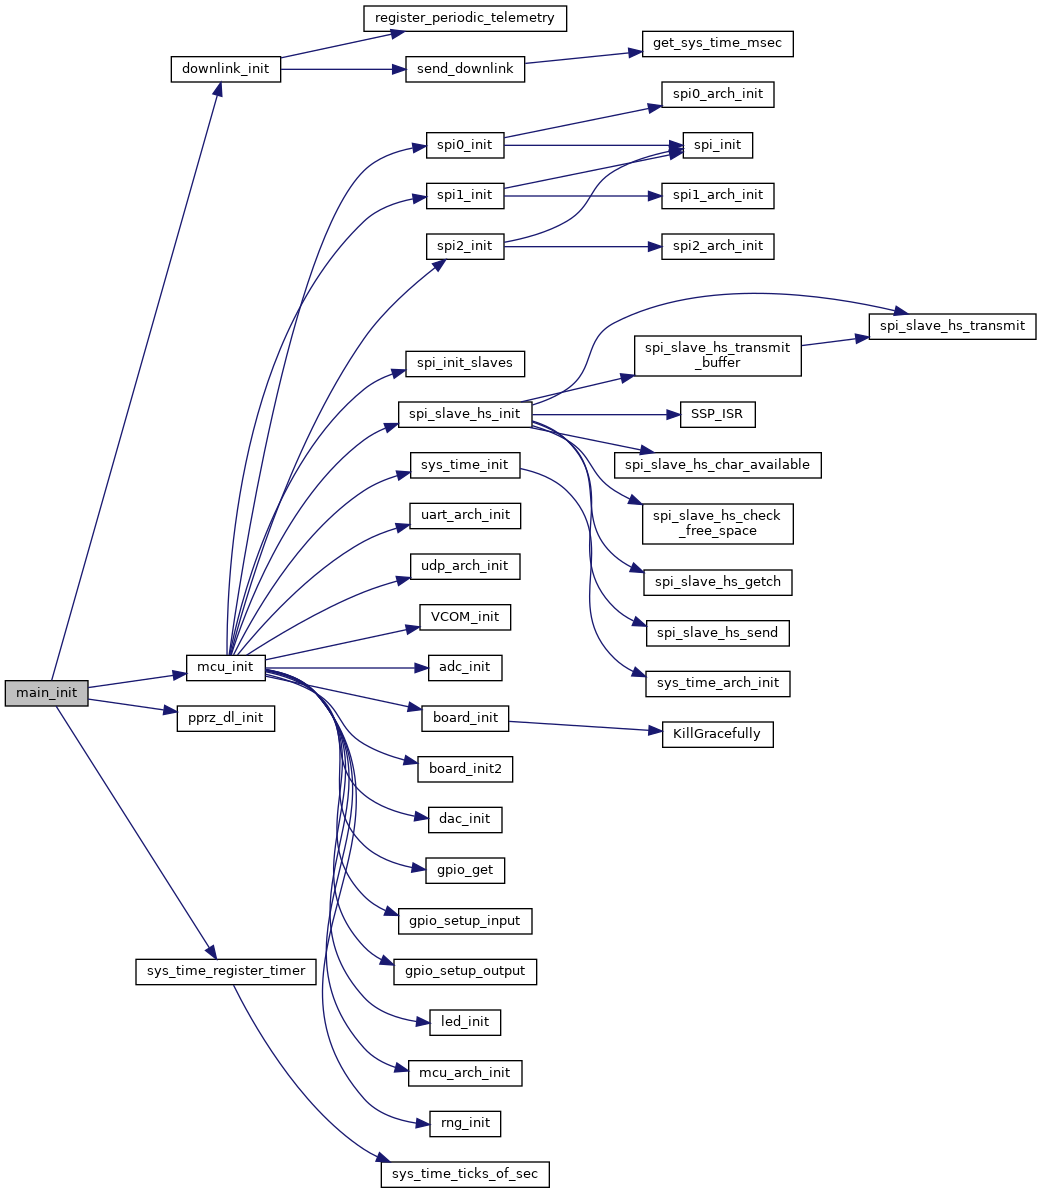 register_periodic_telemetry
get_sys_time_msec
downlink_init
send_downlink
spi0_arch_init
spi0_init
spi_init
spi1_init
spi1_arch_init
spi2_init
spi2_arch_init
spi_slave_hs_transmit
spi_slave_hs_transmit
_buffer
spi_init_slaves
spi_slave_hs_init
SSP_ISR
sys_time_init
spi_slave_hs_char_available
uart_arch_init
spi_slave_hs_check
_free_space
udp_arch_init
spi_slave_hs_getch
VCOM_init
spi_slave_hs_send
mcu_init
adc_init
sys_time_arch_init
main_init
pprz_dl_init
board_init
KillGracefully
board_init2
dac_init
gpio_get
gpio_setup_input
sys_time_register_timer
gpio_setup_output
led_init
mcu_arch_init
rng_init
sys_time_ticks_of_sec